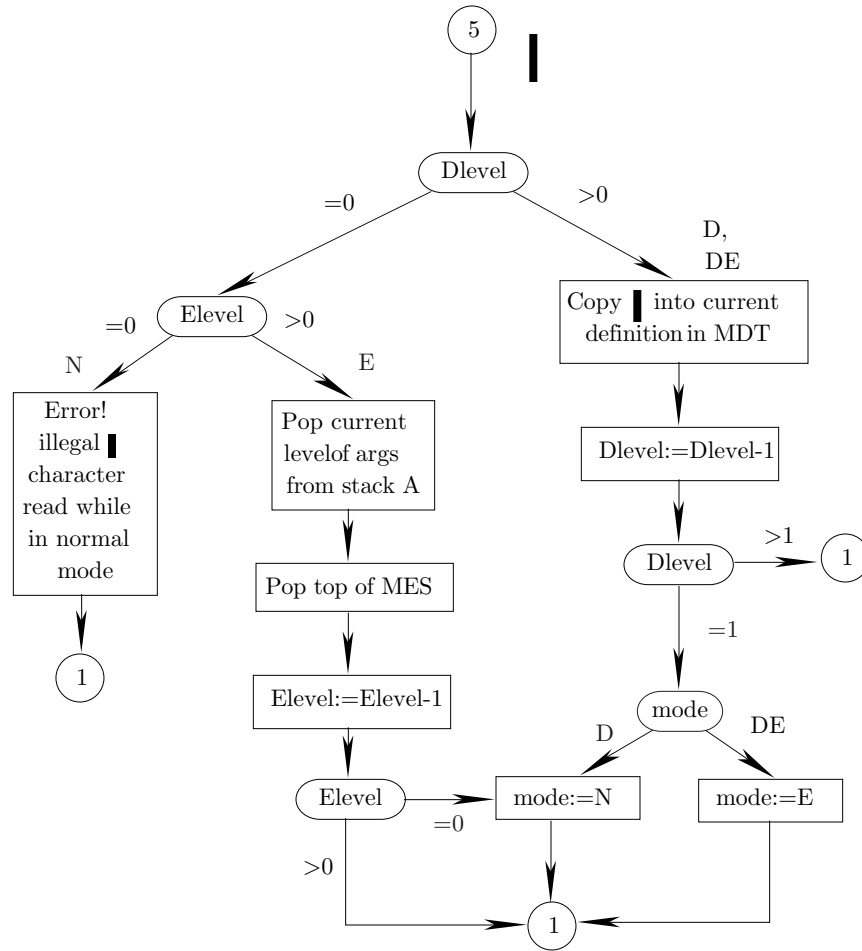 5
Dlevel
=0
>0
D,
DE
Elevel
=0
>0
N
E
Copy ▌ into current
definition in MDT
Error!
illegal ▌
character
read while
in normal
mode
Pop current
levelof args
from stack A
Dlevel:=Dlevel-1
Dlevel
>1
1
Pop top of MES
=1
1
Elevel:=Elevel-1
mode
D
DE
Elevel
=0
mode:=N
mode:=E
>0
1